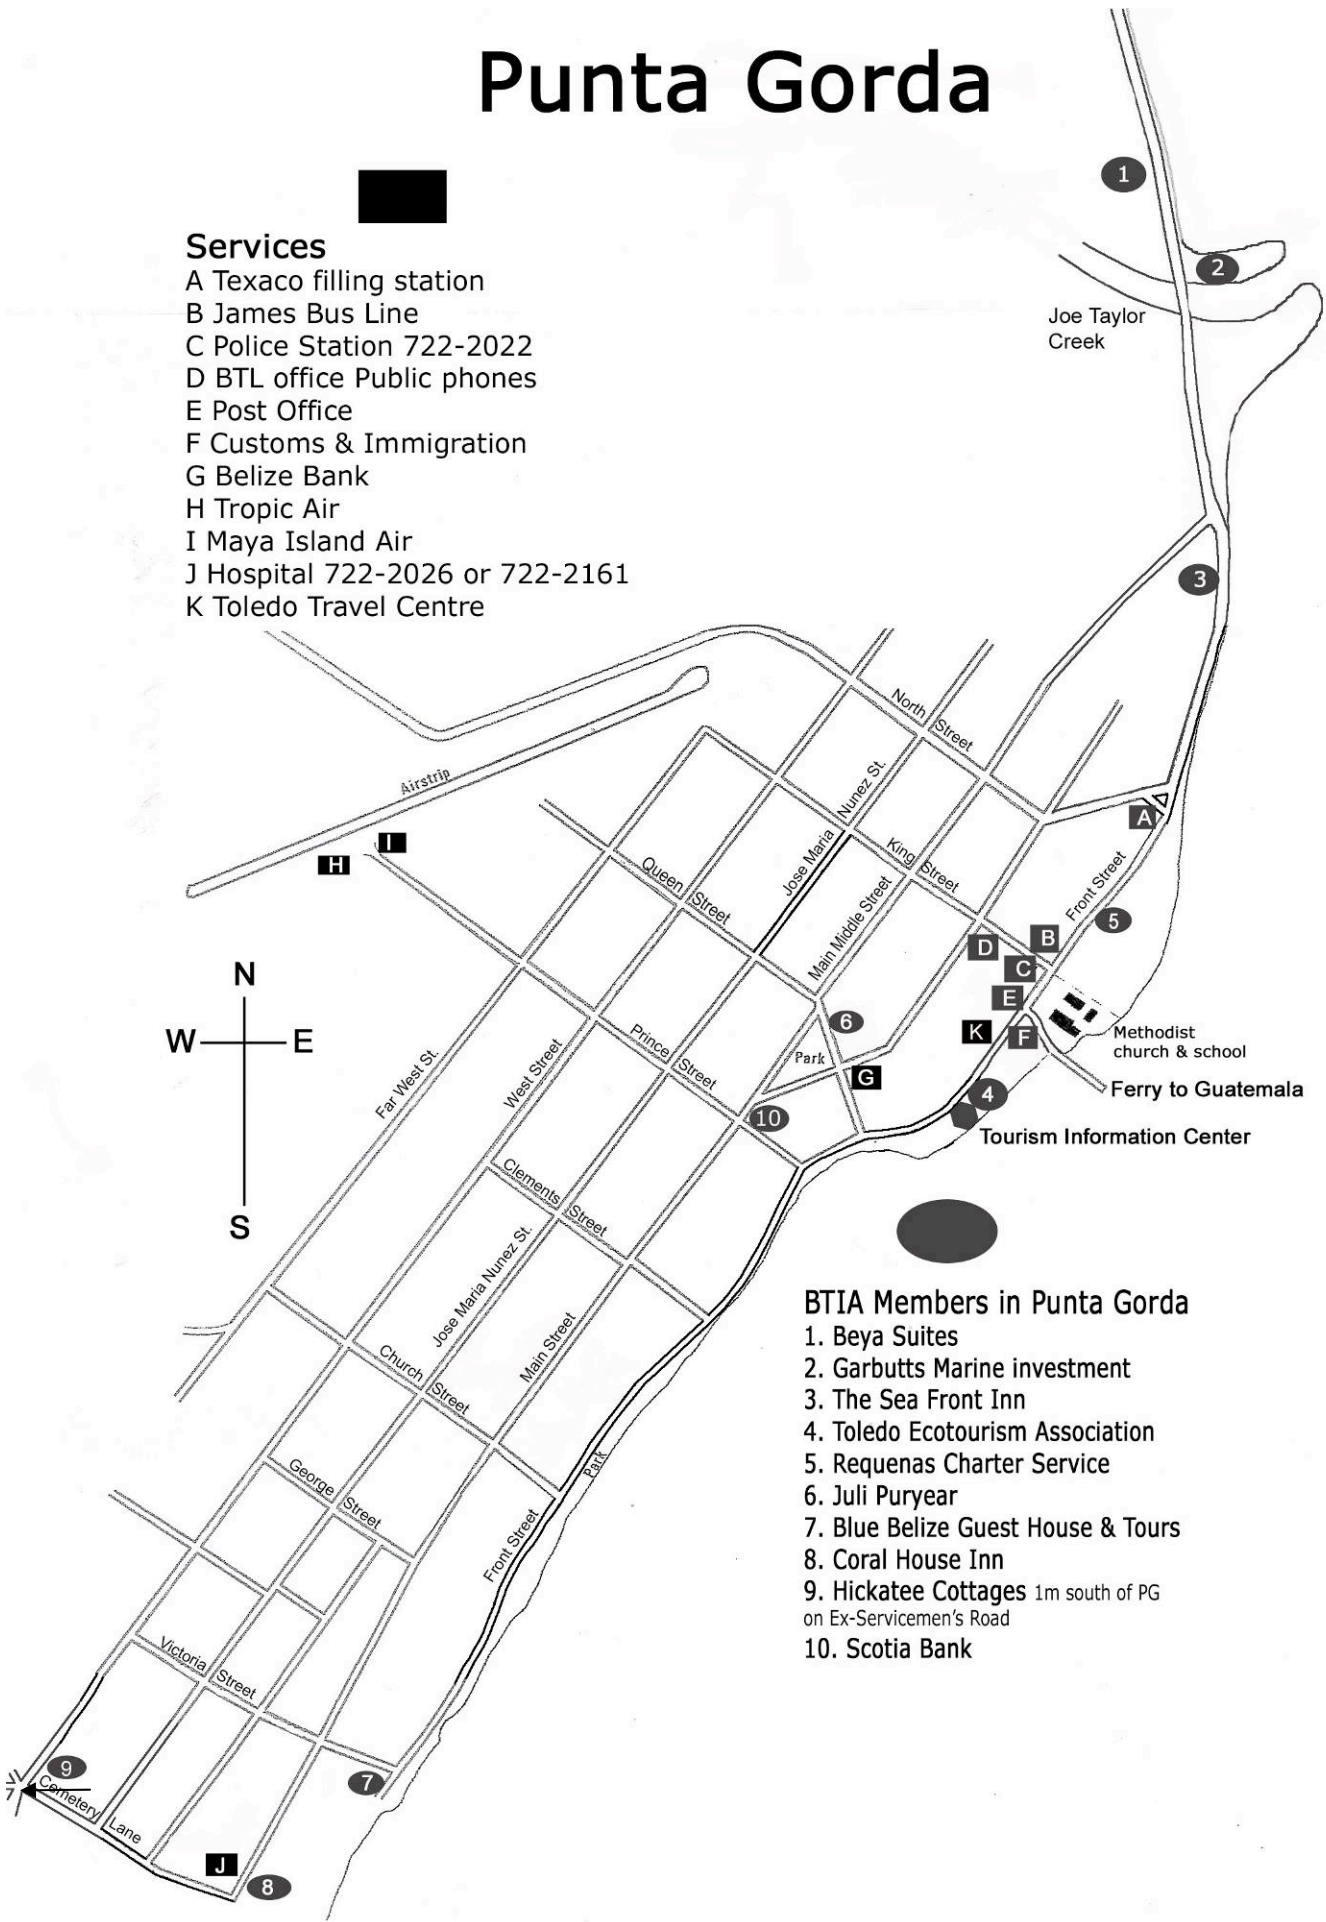 Punta Gorda
1
Services
A Texaco filling station
B James Bus Line
C Police Station 722-2022
D BTL office Public phones
E Post Office
F Customs & Immigration
G Belize Bank
H Tropic Air
I Maya Island Air
J Hospital 722-2026 or 722-2161
K Toledo Travel Centre
2
Joe Taylor
Creek
3
North Street
Airstrip
Jose Maria Nunez St.
A
I
H
King Street
Queen Street
Main Middle Street
Front Street
5
D
B
C
E
K
F
Methodist
church & school
Ferry to Guatemala
N
W
E
S
6
Park
G
4
10
Tourism Information Center
Prince Street
Far West St.
West Street
Clements Street
Jose Maria Nunez St.
Main Street
Church Street
Park
Front Street
George Street
BTIA Members in Punta Gorda
1. Beya Suites
2. Garbutts Marine investment
3. The Sea Front Inn
4. Toledo Ecotourism Association
5. Requenas Charter Service
6. Juli Puryear
7. Blue Belize Guest House & Tours
8. Coral House Inn
9. Hickatee Cottages 1m south of PG
on Ex-Servicemen's Road
10. Scotia Bank
Victoria Street
9
7
Cemetery Lane
J
8